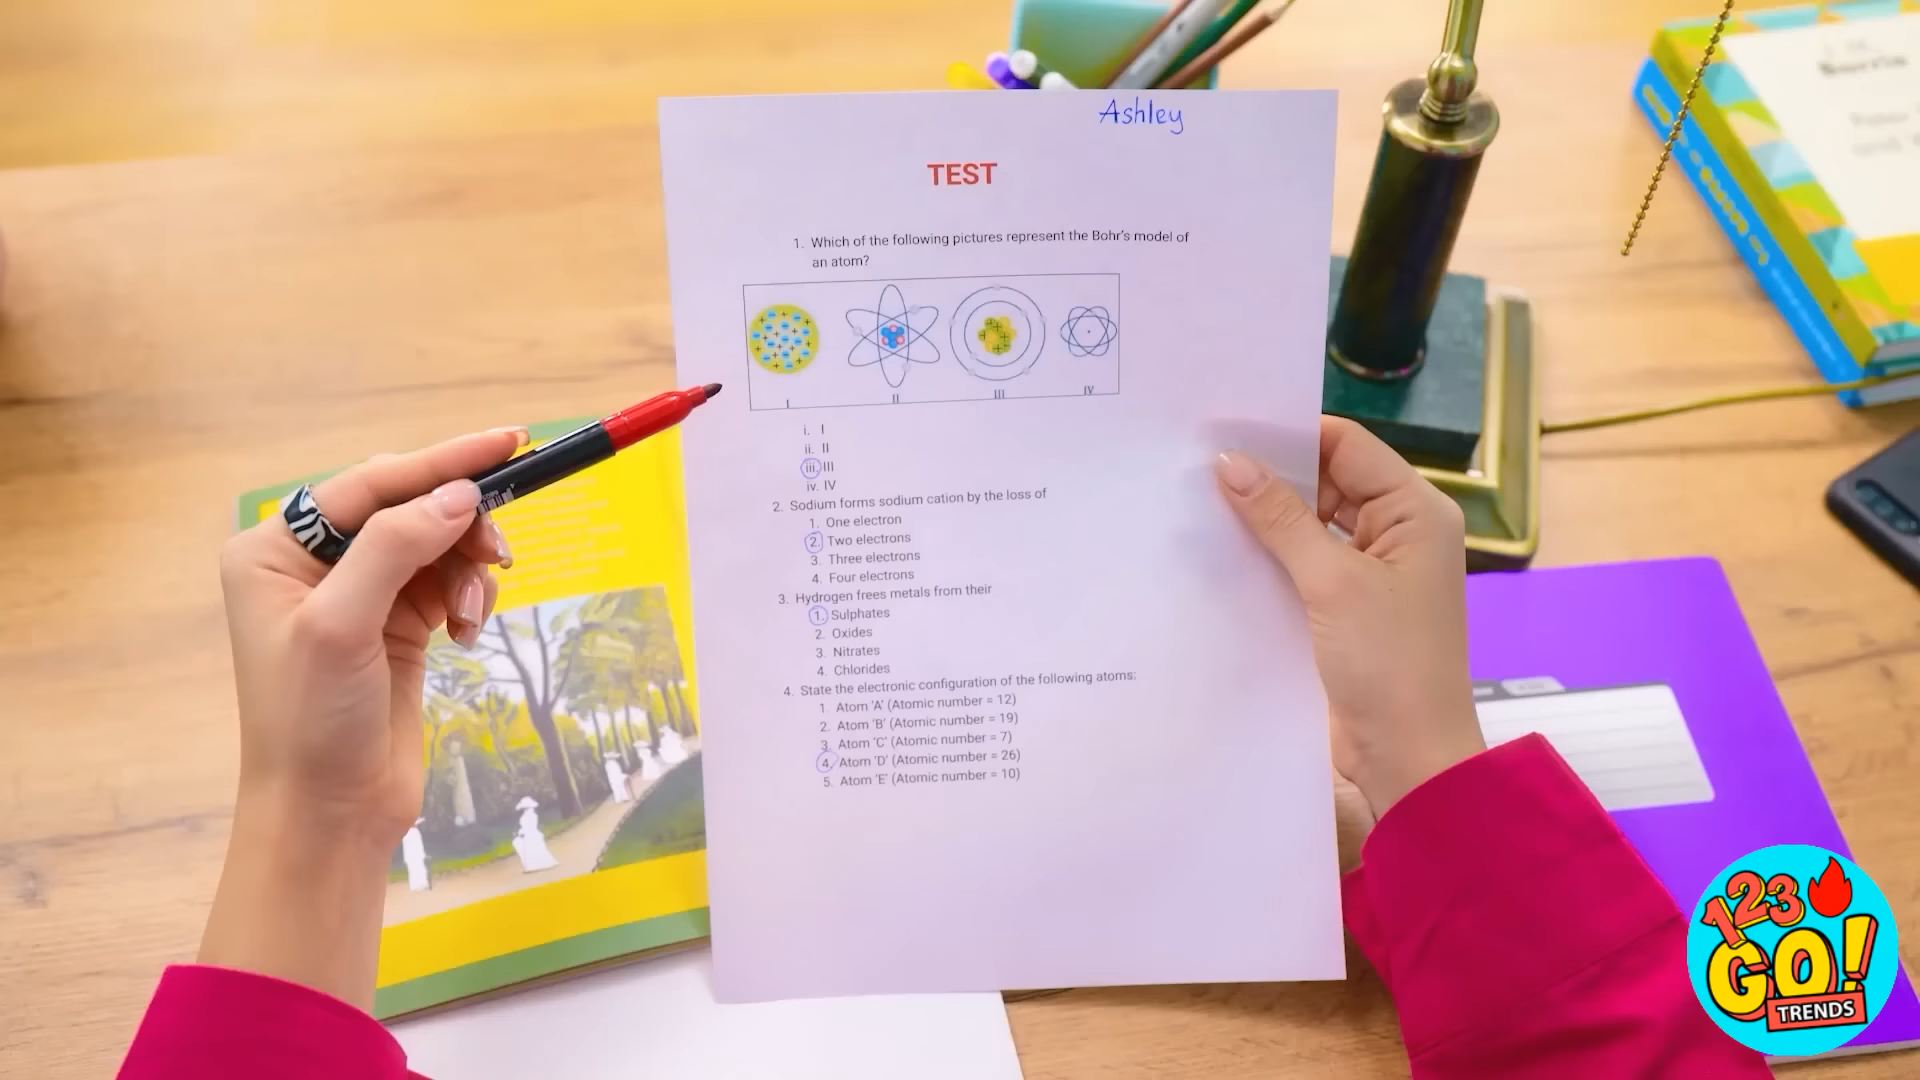 Ashley
TEST
1. Which of the following pictures represent the Bohr's model of
an atom?
I II III IV
i. I
ii. II
iii. III
iv. IV
2. Sodium forms sodium cation by the loss of
1. One electron
2. Two electrons
3. Three electrons
4. Four electrons
3. Hydrogen frees metals from their
1. Sulphates
2. Oxides
3. Nitrates
4. Chlorides
4. State the electronic configuration of the following atoms:
1. Atom 'A' (Atomic number = 12)
2. Atom 'B' (Atomic number = 19)
3. Atom 'C' (Atomic number = 7)
4. Atom 'D' (Atomic number = 26)
5. Atom 'E' (Atomic number = 10)
123
GO!
TRENDS